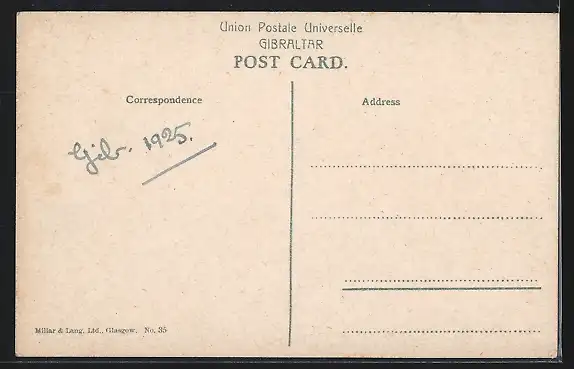 Union Postale Universelle
GIBRALTAR
POST CARD.
Correspondence
Address
Gib. 1925.
Millar & Lang, Ltd., Glasgow. No. 35